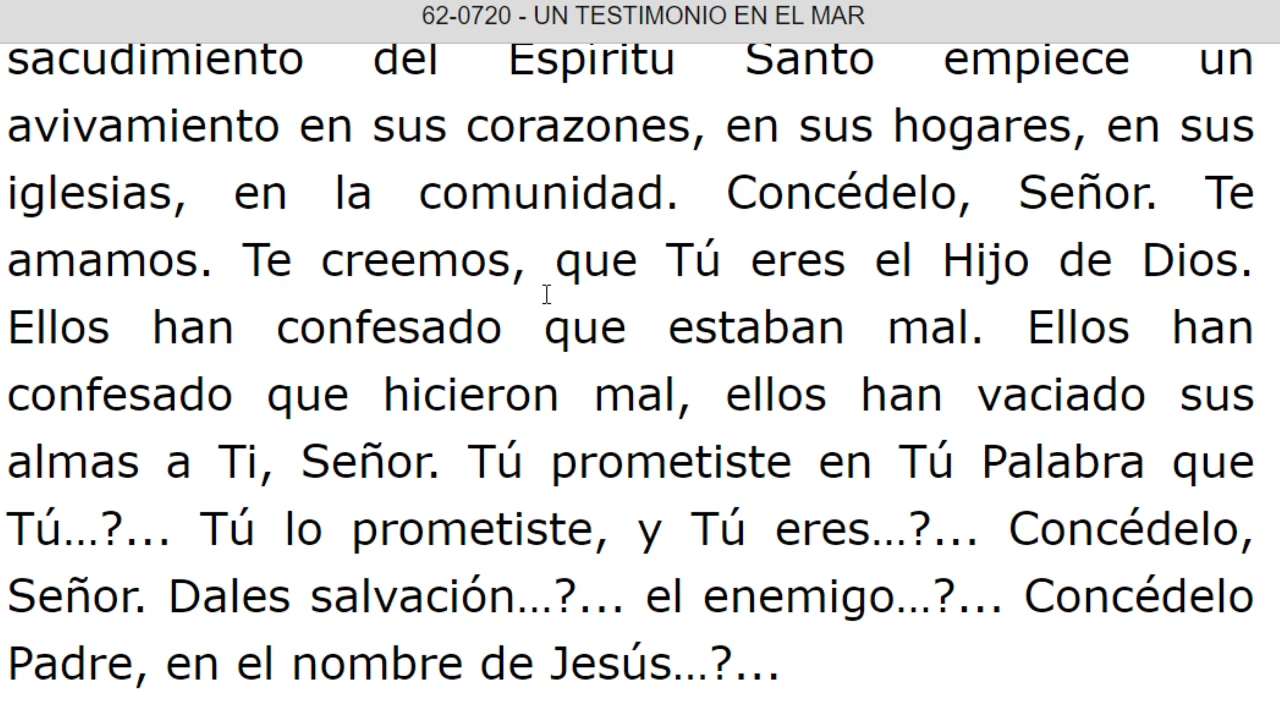 62-0720 - UN TESTIMONIO EN EL MAR
sacudimiento del Espíritu Santo empiece un
avivamiento en sus corazones, en sus hogares, en sus
iglesias, en la comunidad. Concédelo, Señor. Te
amamos. Te creemos, que Tú eres el Hijo de Dios.
Ellos han confesado que estaban mal. Ellos han
confesado que hicieron mal, ellos han vaciado sus
almas a Ti, Señor. Tú prometiste en Tú Palabra que
Tú...?... Tú lo prometiste, y Tú eres...?... Concédelo,
Señor. Dales salvación...?... el enemigo...?... Concédelo
Padre, en el nombre de Jesús...?...